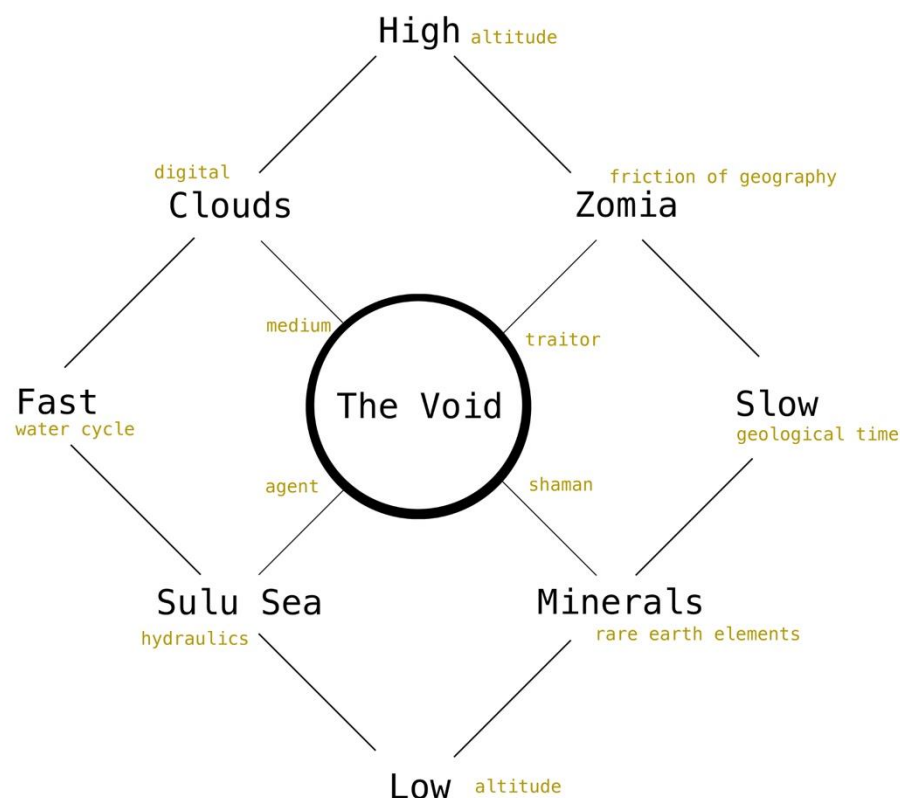 High altitude
digital
friction of geography
Clouds
Zomia
medium
traitor
Fast
The Void
Slow
water cycle
geological time
agent
shaman
Sulu Sea
Minerals
hydraulics
rare earth elements
Low altitude